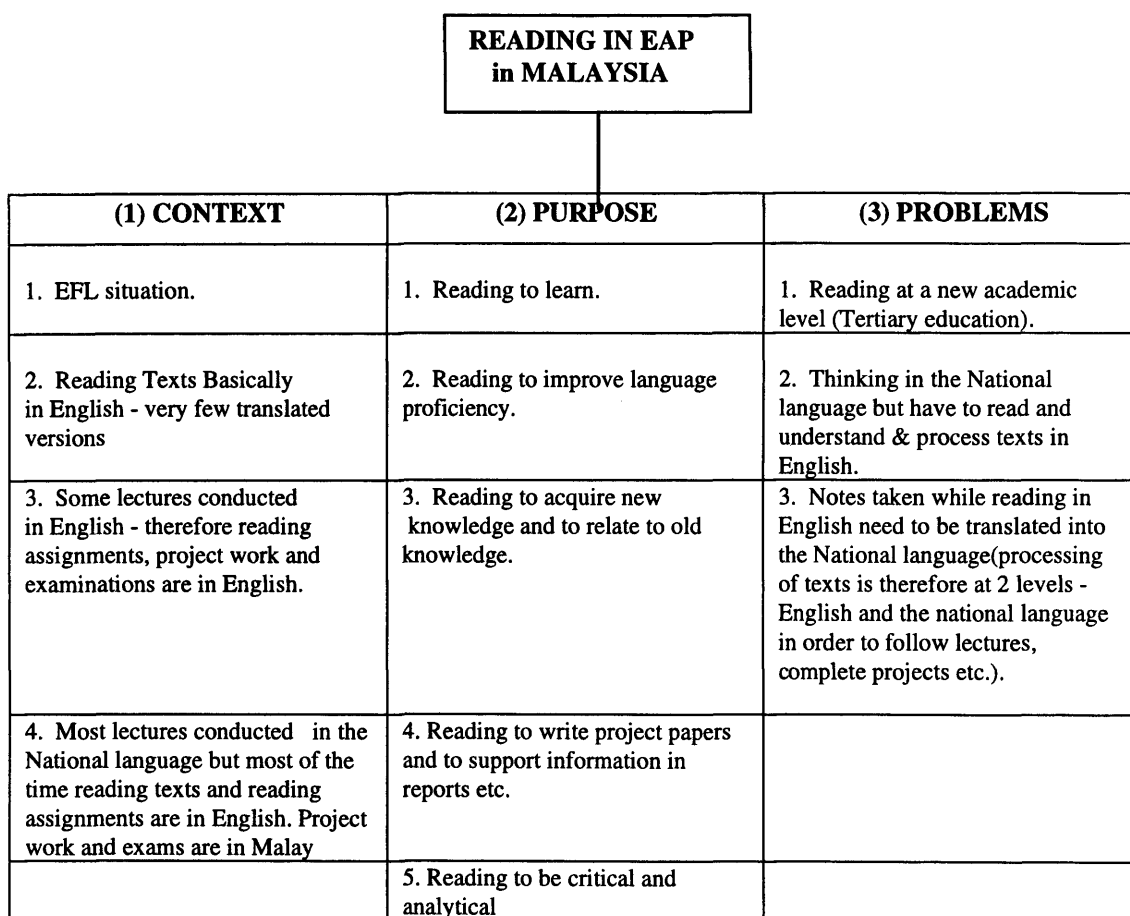 READING IN EAP
in MALAYSIA
(1) CONTEXT
(2) PURPOSE
(3) PROBLEMS
1. EFL situation.
1. Reading to learn.
1. Reading at a new academic
level (Tertiary education).
2. Reading Texts Basically
in English - very few translated
versions
2. Reading to improve language
proficiency.
2. Thinking in the National
language but have to read and
understand & process texts in
English.
3. Some lectures conducted
in English - therefore reading
assignments, project work and
examinations are in English.
3. Reading to acquire new
knowledge and to relate to old
knowledge.
3. Notes taken while reading in
English need to be translated into
the National language(processing
of texts is therefore at 2 levels -
English and the national language
in order to follow lectures,
complete projects etc.).
4. Most lectures conducted in the
National language but most of the
time reading texts and reading
assignments are in English. Project
work and exams are in Malay
4. Reading to write project papers
and to support information in
reports etc.
5. Reading to be critical and
analytical